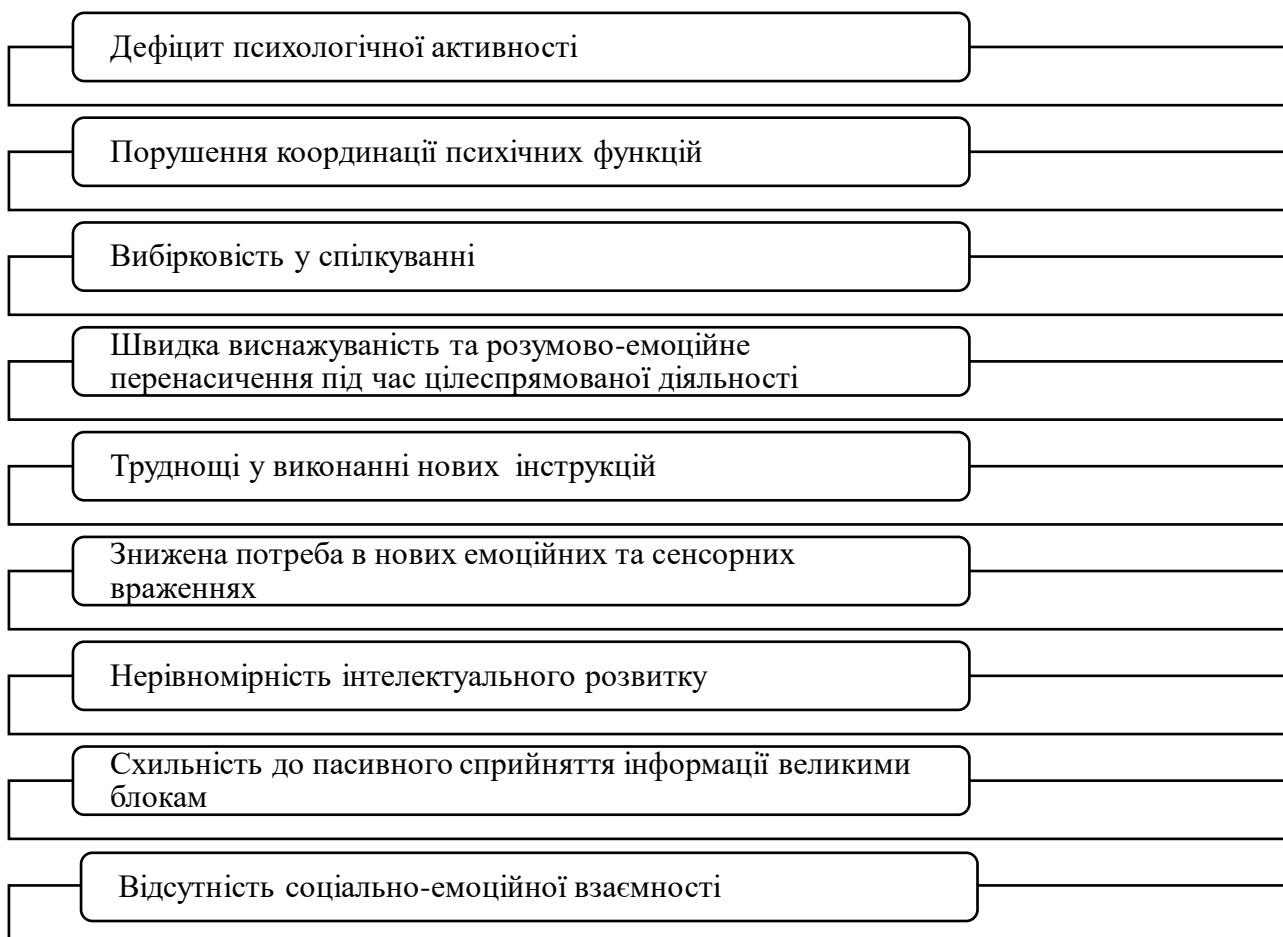 Дефіцит психологічної активності
Порушення координації психічних функцій
Вибірковість у спілкуванні
Швидка виснажуваність та розумово-емоційне
перенасичення під час цілеспрямованої діяльності
Труднощі у виконанні нових  інструкцій
Знижена потреба в нових емоційних та сенсорних
враженнях
Нерівномірність інтелектуального розвитку
Схильність до пасивного сприйняття інформації великими
блокам
Відсутність соціально-емоційної взаємності